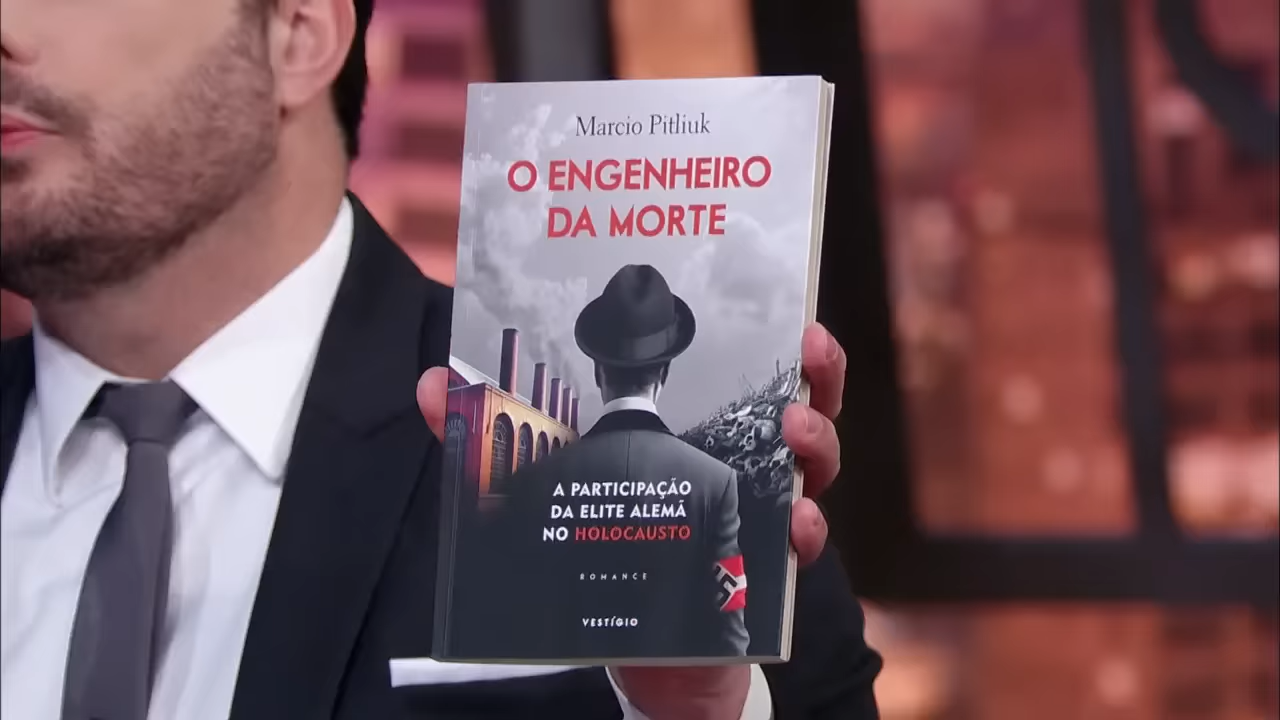 Marcio Pitliuk
O ENGENHEIRO
DA MORTE
A PARTICIPAÇÃO
DA ELITE ALEMÃ
NO HOLOCAUSTO
ROMANCE
VESTÍGIO